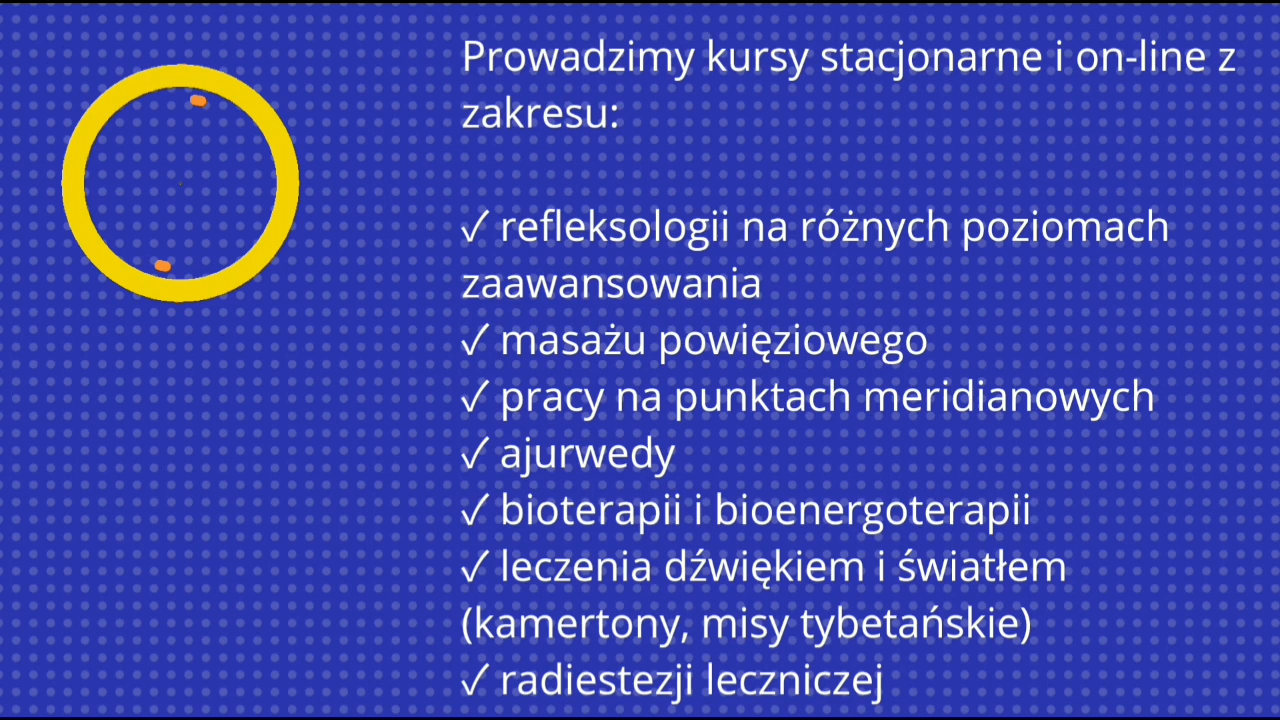 Prowadzimy kursy stacjonarne i on-line z
zakresu:
✓ refleksologii na różnych poziomach
zaawansowania
✓ masażu powięziowego
✓ pracy na punktach meridianowych
✓ ajurwedy
✓ bioterapii i bioenergoterapii
✓ leczenia dźwiękiem i światłem
(kamertony, misy tybetańskie)
✓ radiestezji leczniczej